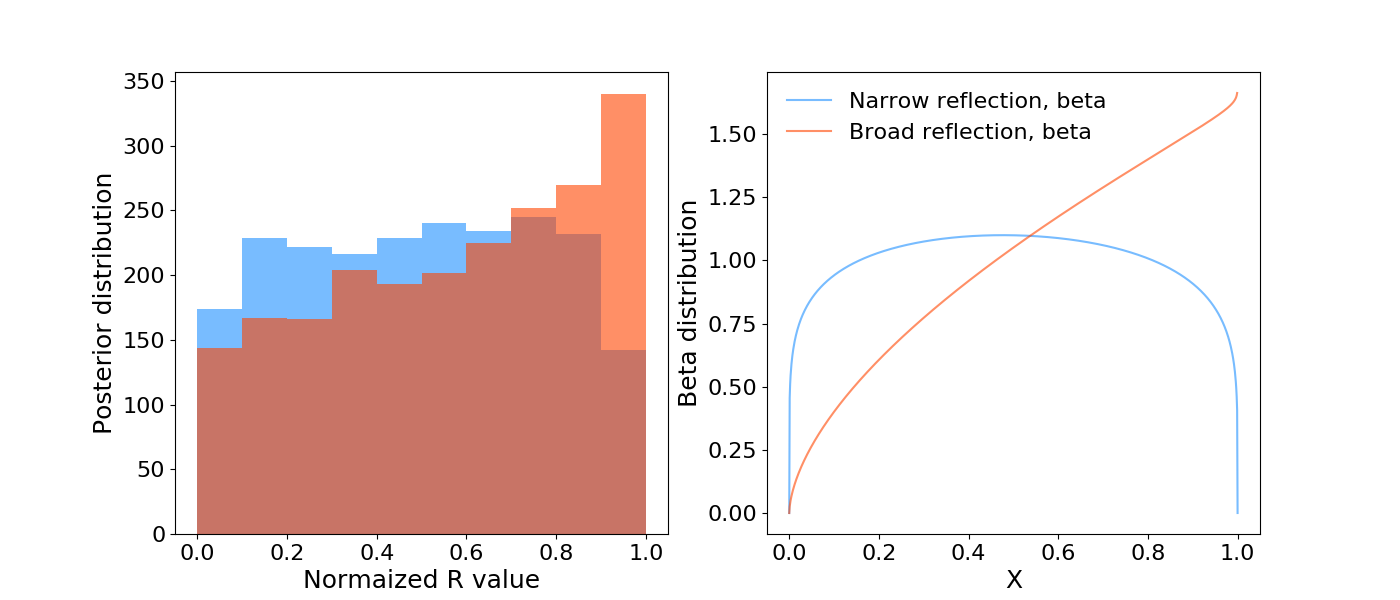 Posterior distribution
350
300
250
200
150
100
50
0
0.0 0.2 0.4 0.6 0.8 1.0
Normaized R value
Beta distribution
1.50
1.25
1.00
0.75
0.50
0.25
0.00
Narrow reflection, beta
Broad reflection, beta
0.0 0.2 0.4 0.6 0.8 1.0
X